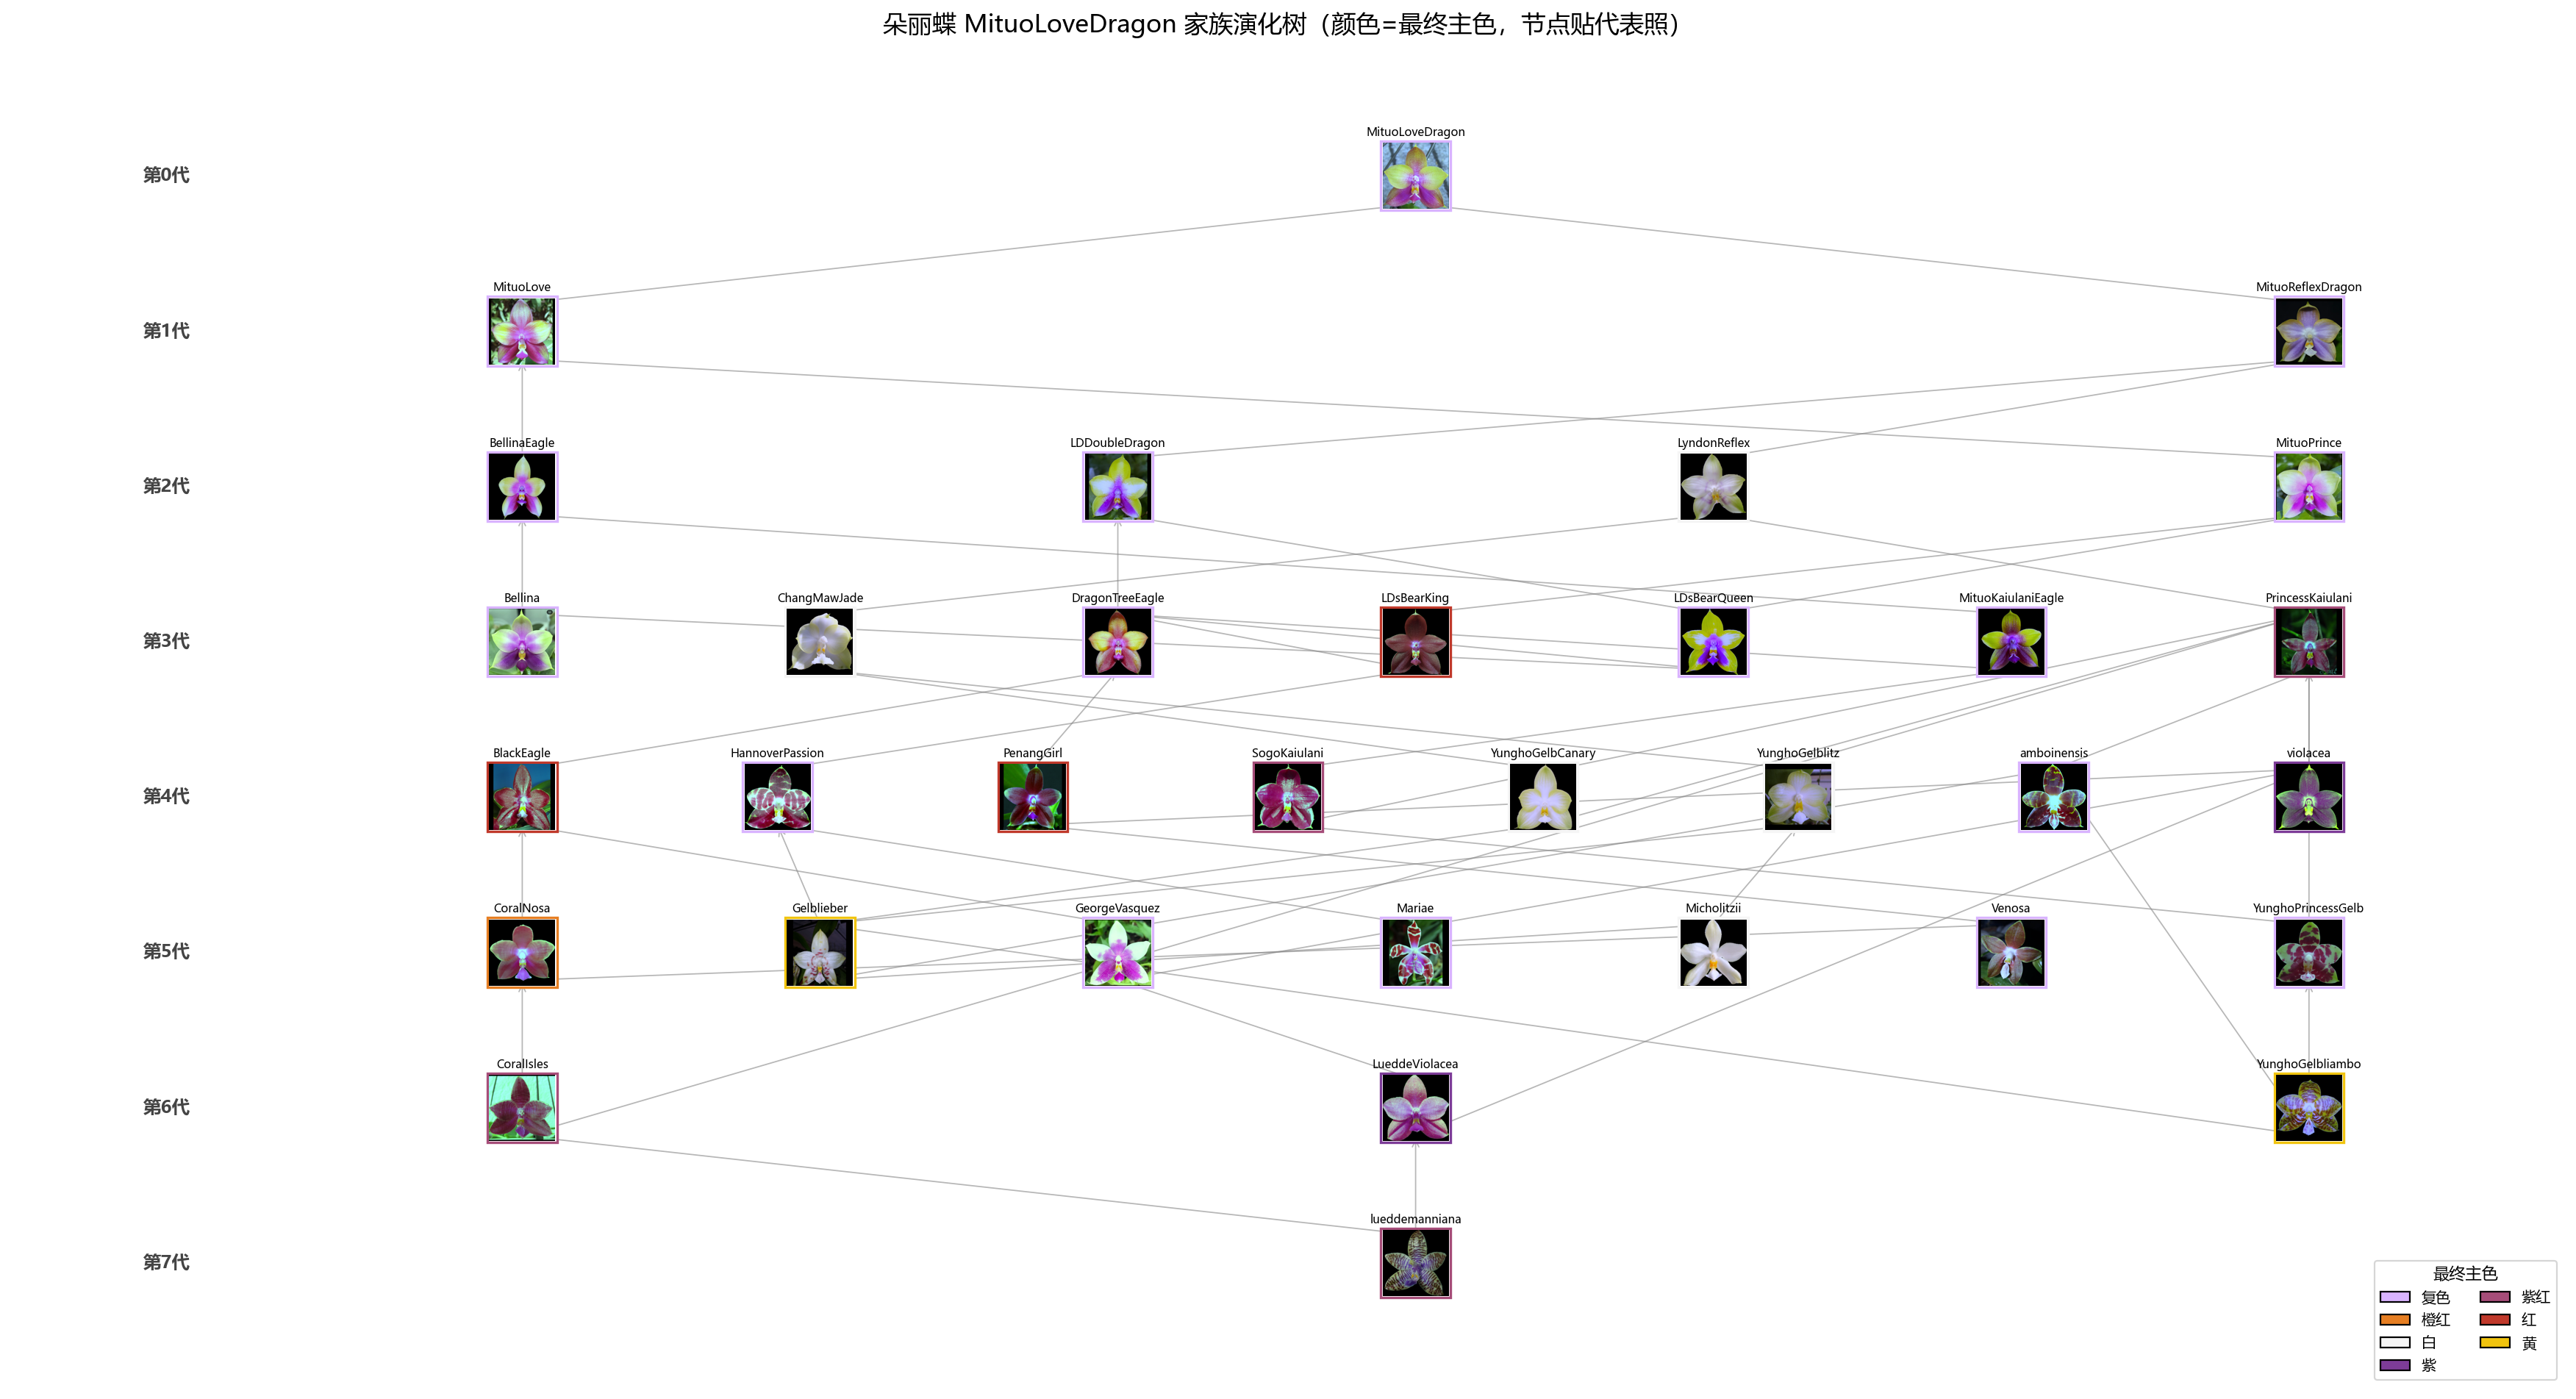 朵丽蝶 MituoLoveDragon 家族演化树（颜色=最终主色，节点贴代表照）
MituoLoveDragon
第0代
MituoLove
MituoReflexDragon
第1代
BellinaEagle
LDDoubleDragon
LyndonReflex
MituoPrince
第2代
Bellina
ChangMawJade
DragonTreeEagle
LDsBearKing
LDsBearQueen
MituoKaiulaniEagle
PrincessKaiulani
第3代
BlackEagle
HannoverPassion
PenangGirl
SogoKaiulani
YunghoGelbCanary
YunghoGelblitz
amboinensis
violacea
第4代
CoralNosa
Gelblieber
GeorgeVasquez
Mariae
Micholitzii
Venosa
YunghoPrincessGelb
第5代
CoralIsles
LueddeViolacea
YunghoGelbliambo
第6代
lueddemanniana
第7代
最终主色
复色
紫红
橙红
红
白
黄
紫